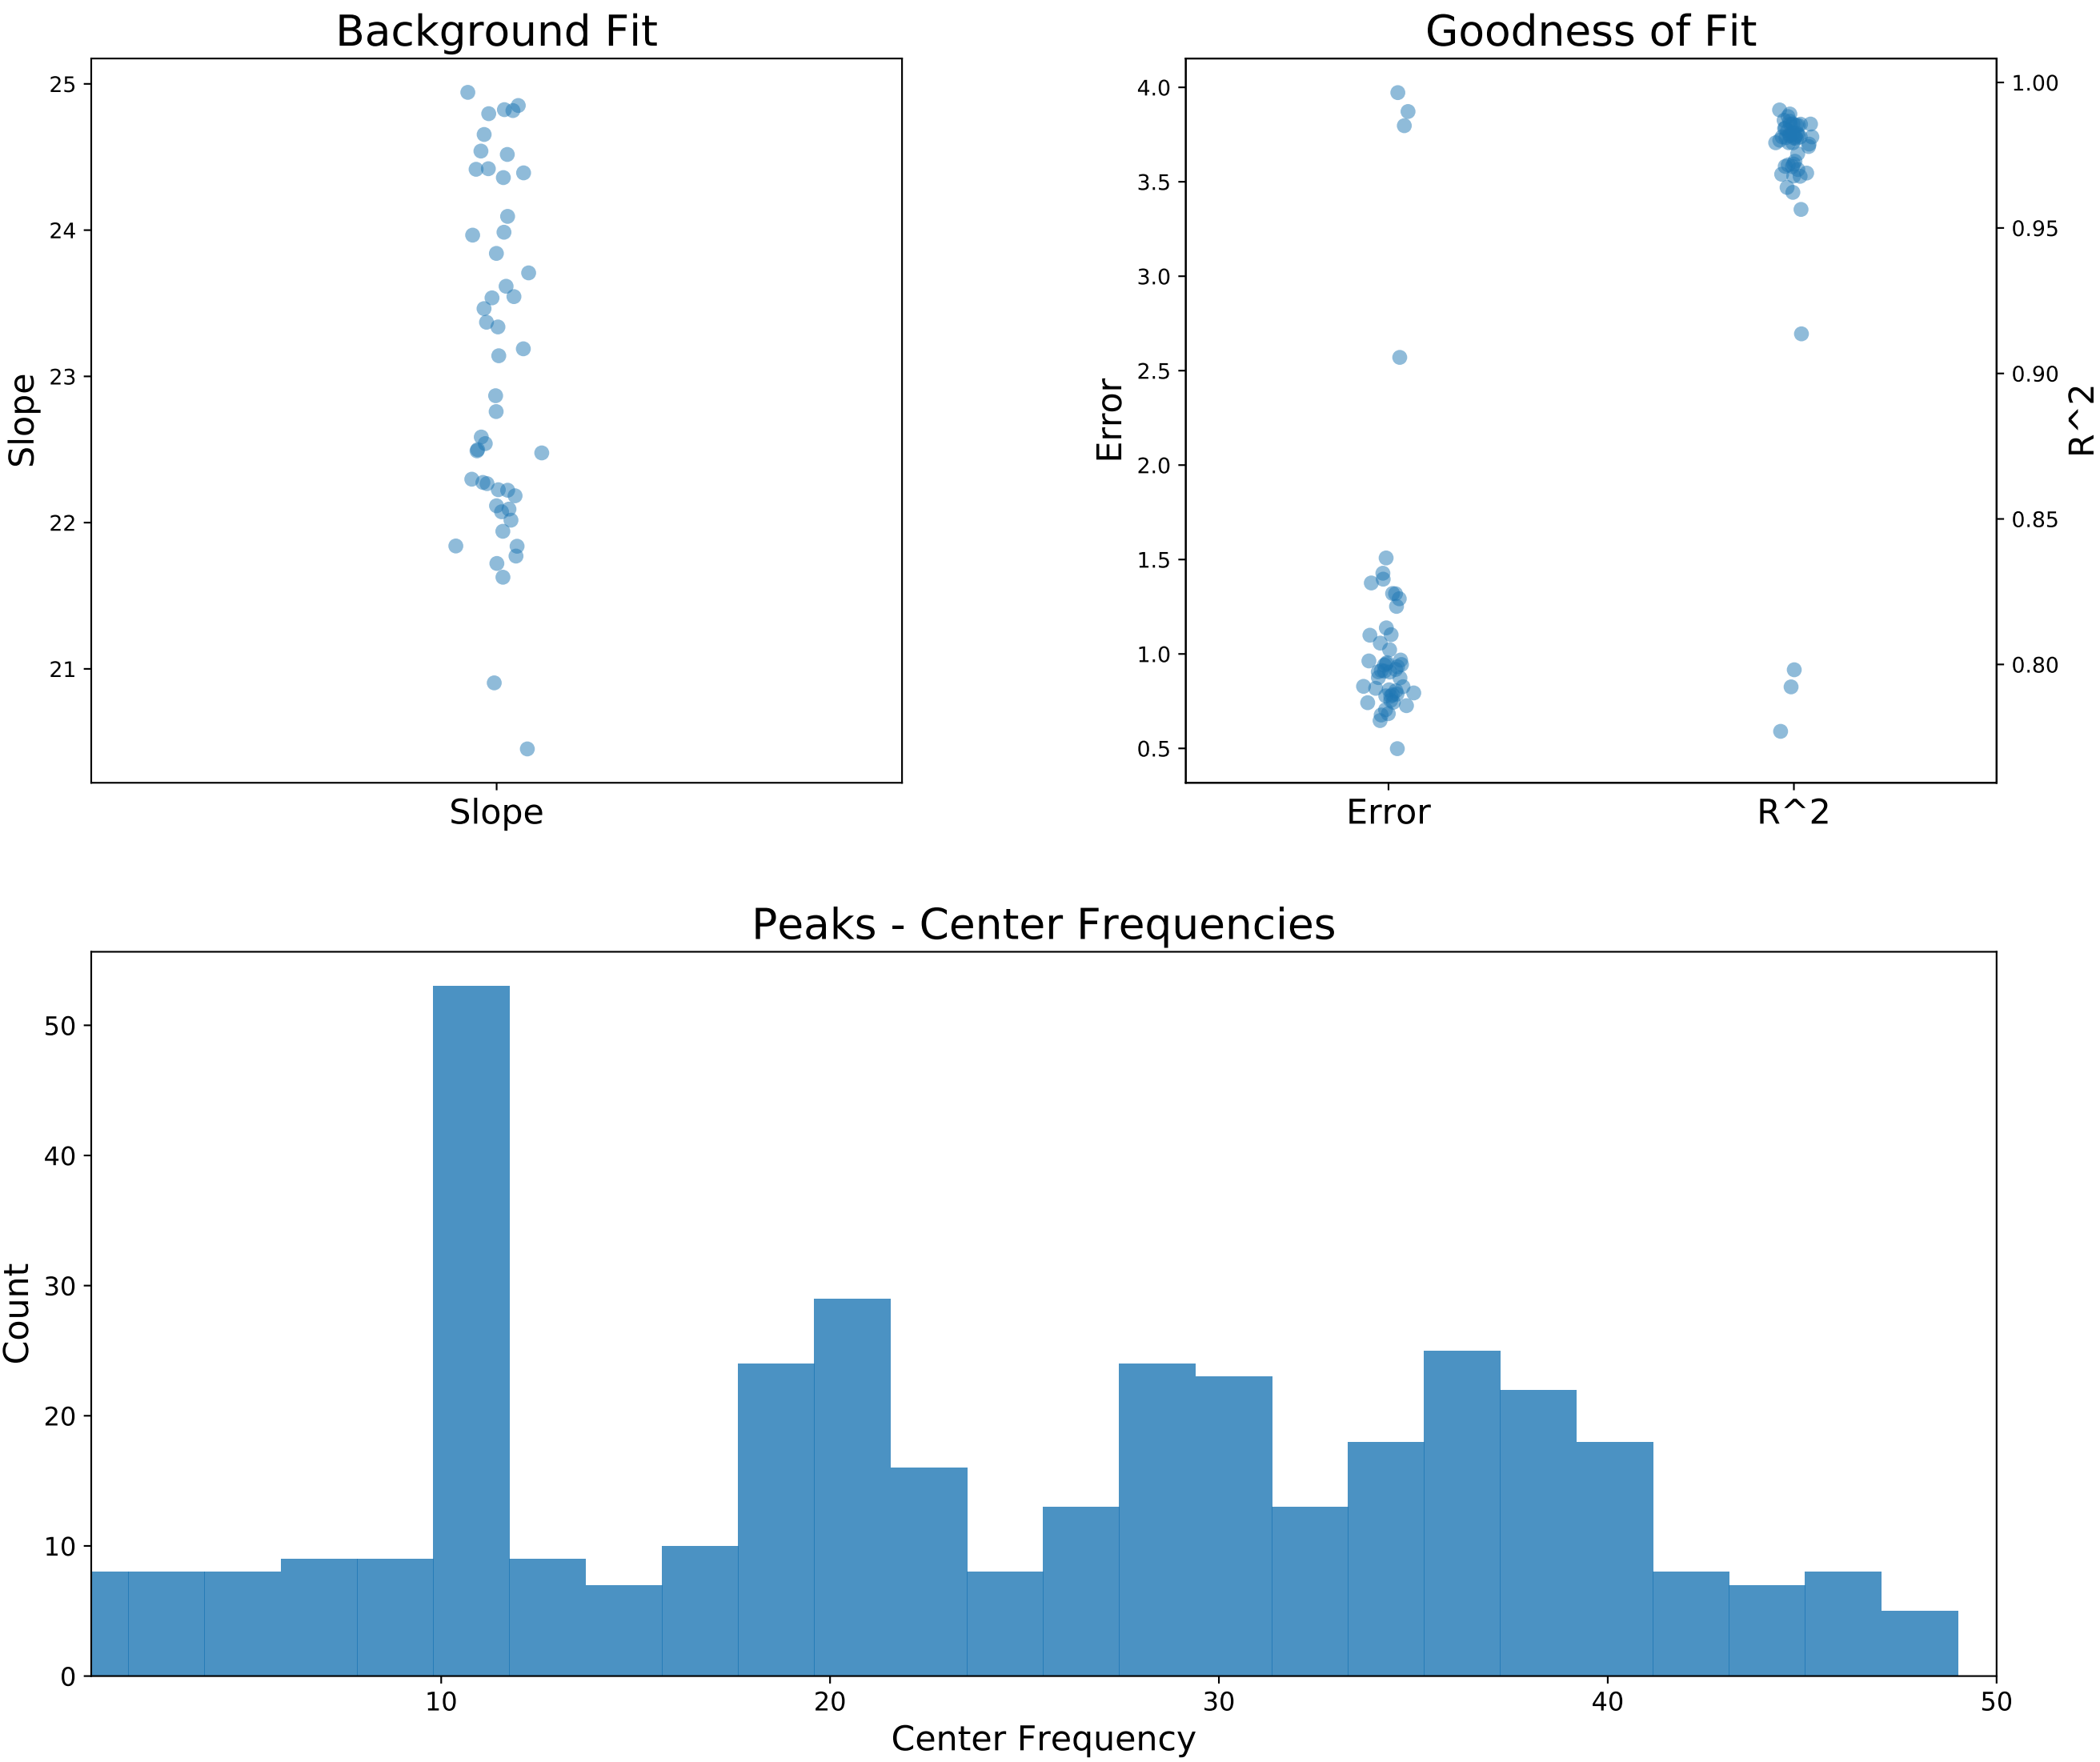 Background Fit
25
24
23
22
21
Slope
Slope
Goodness of Fit
4.0
3.5
3.0
2.5
2.0
1.5
1.0
0.5
Error
1.00
0.95
0.90
0.85
0.80
R^2
Error
R^2
Peaks - Center Frequencies
50
40
30
20
10
0
Count
10
20
30
40
50
Center Frequency